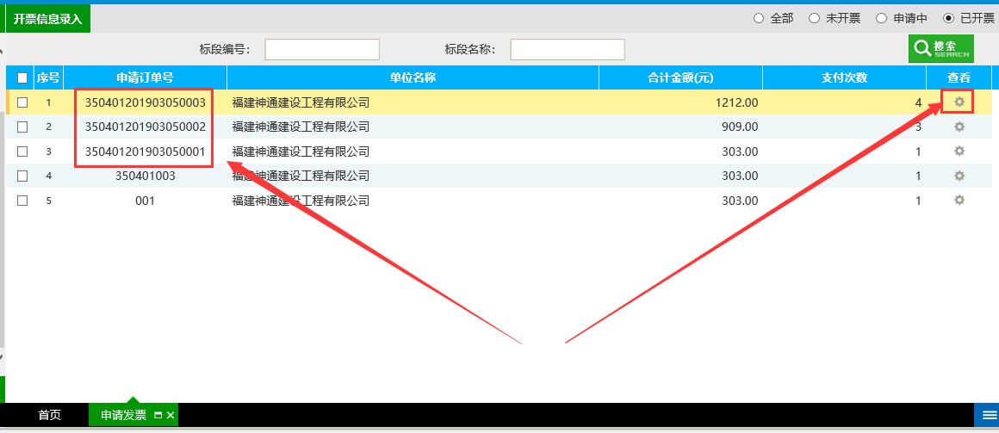 开票信息录入
全部 未开票 申请中 已开票
标段编号： 标段名称： 搜索 SEARCH
序号 申请订单号 单位名称 合计金额(元) 支付次数 查看
1 350401201903050003 福建神通建设工程有限公司 1212.00 4
2 350401201903050002 福建神通建设工程有限公司 909.00 3
3 350401201903050001 福建神通建设工程有限公司 303.00 1
4 350401003 福建神通建设工程有限公司 303.00 1
5 001 福建神通建设工程有限公司 303.00 1
首页 申请发票